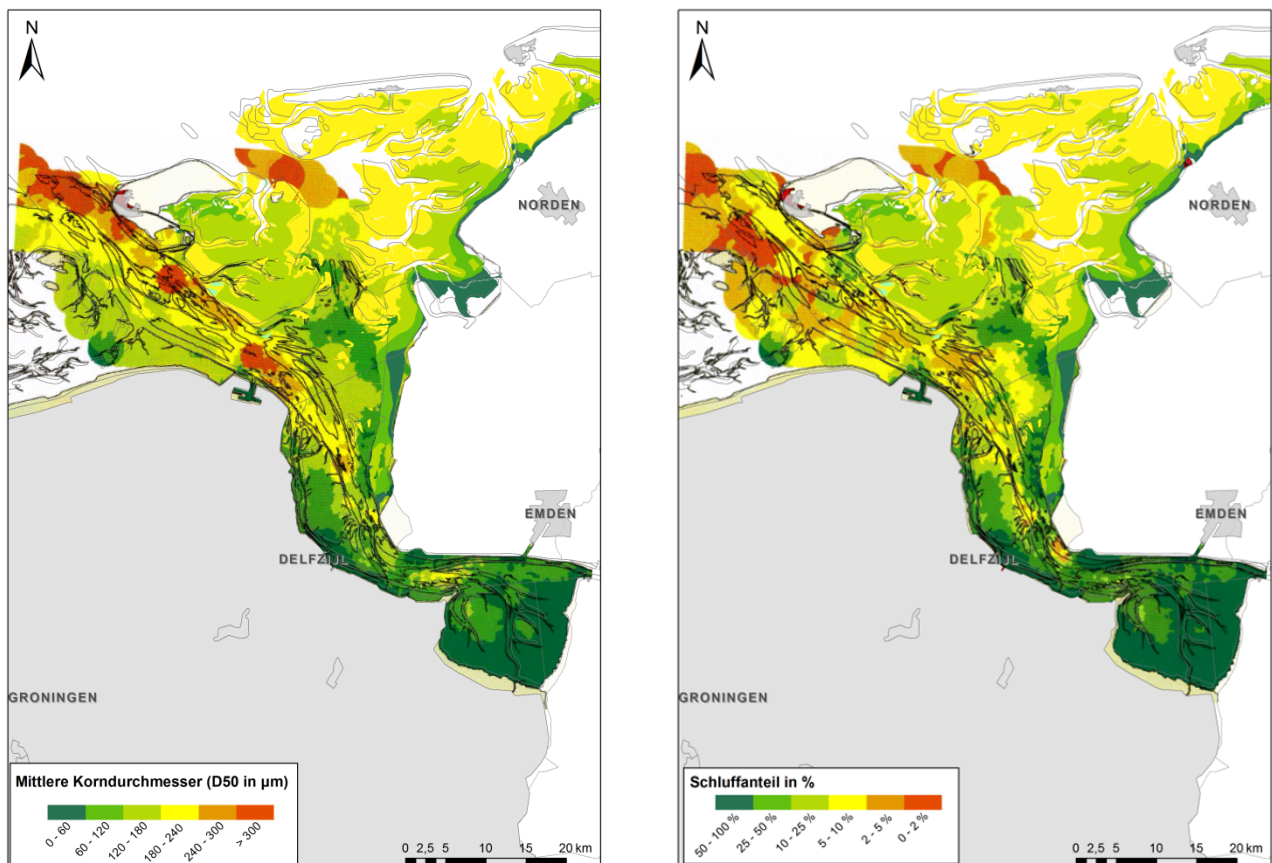 N
NORDEN
EMDEN
DELFZIJL
GRONINGEN
Mittlere Korndurchmesser (D50 in µm)
0 - 60
60 - 120
120 - 180
180 - 240
240 - 300
> 300
0 2,5 5 10 15 20 km
N
NORDEN
EMDEN
DELFZIJL
GRONINGEN
Schluffanteil in %
50 - 100 %
25 - 50 %
10 - 25 %
5 - 10 %
2 - 5 %
0 - 2 %
0 2,5 5 10 15 20 km